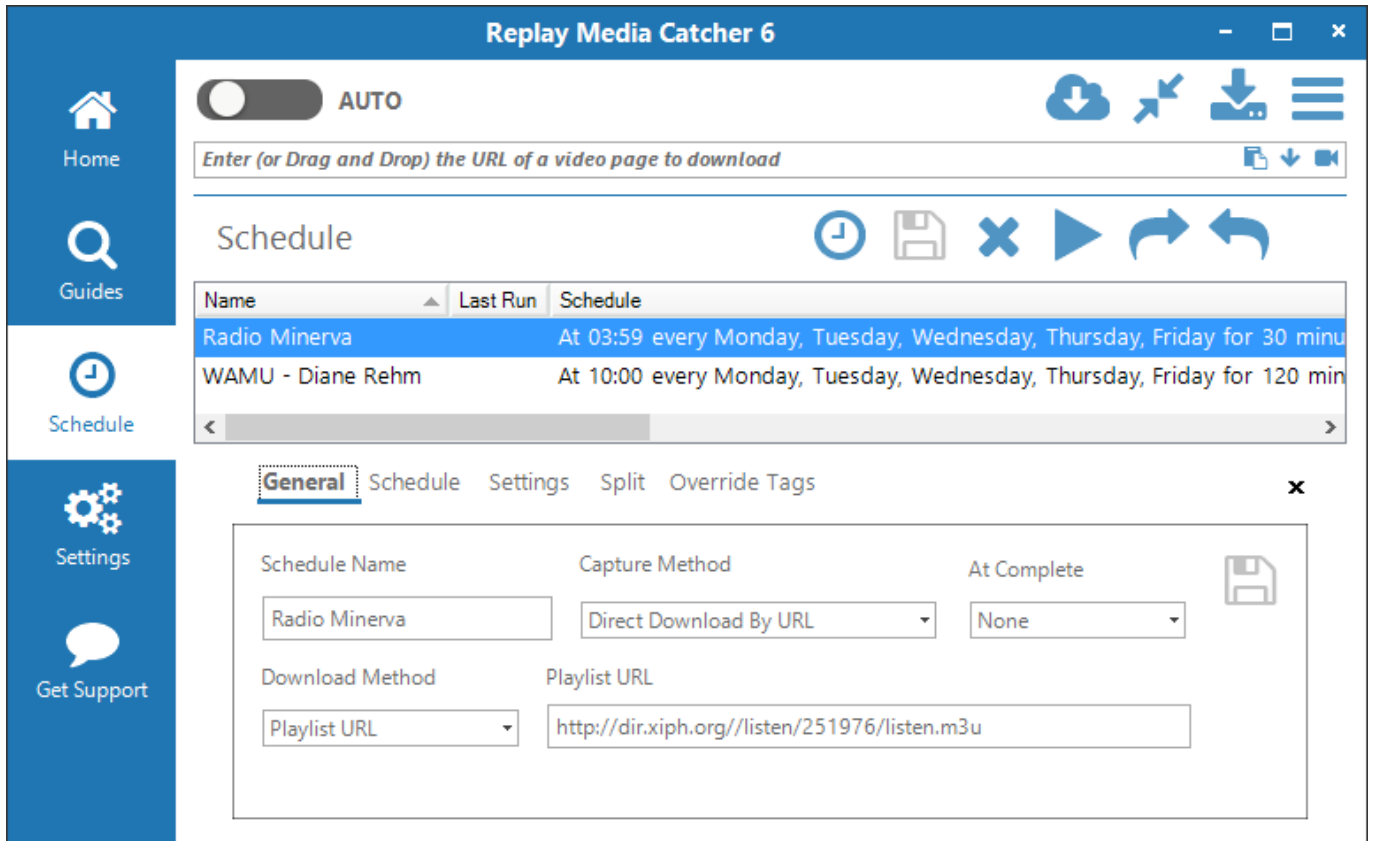 Replay Media Catcher 6
AUTO
Home
Enter (or Drag and Drop) the URL of a video page to download
Schedule
Guides
Name Last Run Schedule
Radio Minerva At 03:59 every Monday, Tuesday, Wednesday, Thursday, Friday for 30 minu
WAMU - Diane Rehm At 10:00 every Monday, Tuesday, Wednesday, Thursday, Friday for 120 min
Schedule
General Schedule Settings Split Override Tags
Settings
Schedule Name Capture Method At Complete
Radio Minerva Direct Download By URL None
Get Support
Download Method Playlist URL
Playlist URL http://dir.xiph.org//listen/251976/listen.m3u